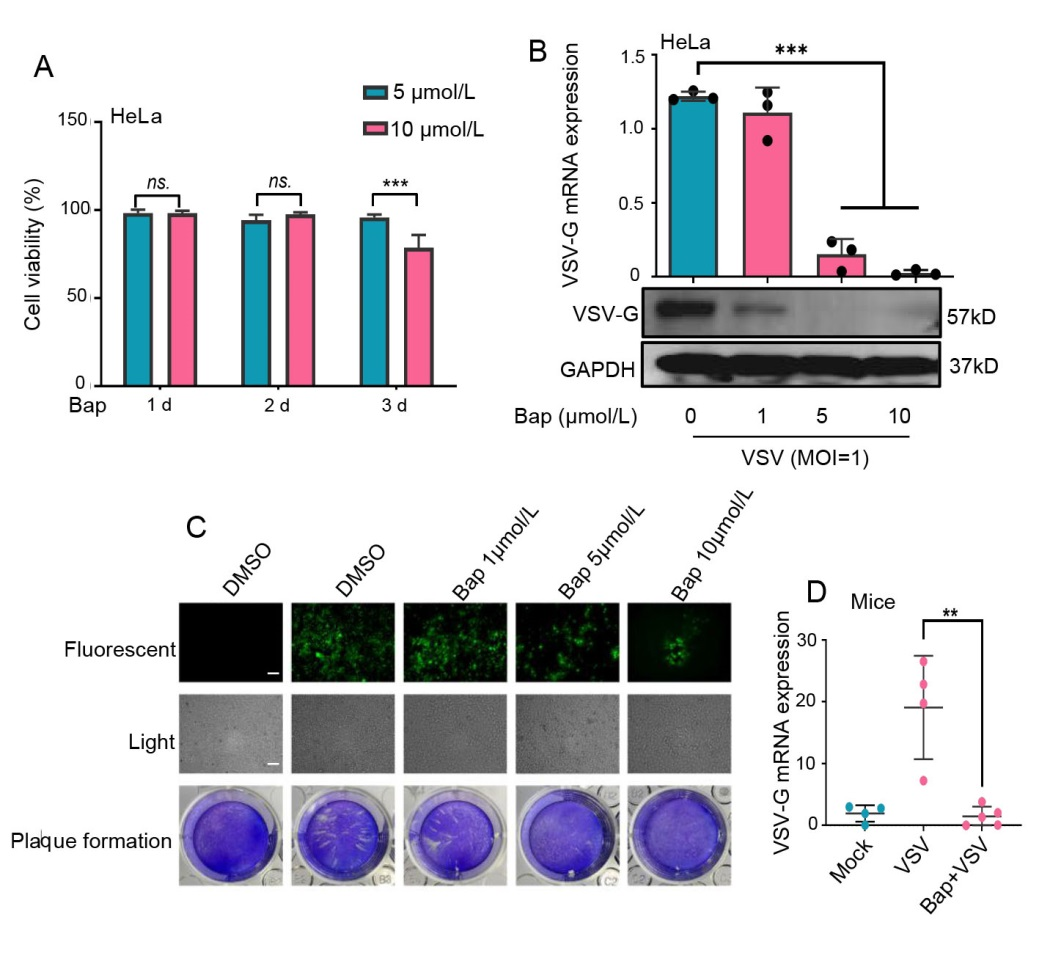 A
HeLa
5 μmol/L
10 μmol/L
Cell viability (%)
150
100
50
0
ns.
ns.
***
Bap
1 d
2 d
3 d
B
HeLa
***
VSV-G mRNA expression
1.5
1.0
0.5
0
VSV-G
57kD
GAPDH
37kD
Bap (μmol/L)
0
1
5
10
VSV (MOI=1)
C
DMSO
DMSO
Bap 1μmol/L
Bap 5μmol/L
Bap 10μmol/L
Fluorescent
Light
Plaque formation
D
Mice
**
VSV-G mRNA expression
30
20
10
0
Mock
VSV
Bap+VSV